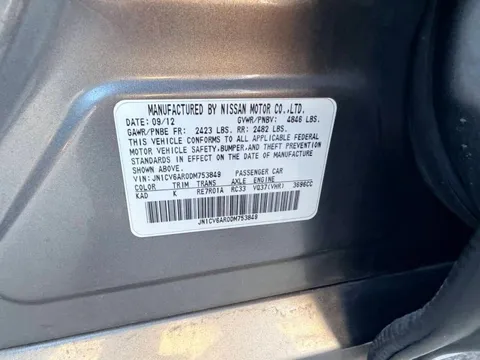 MANUFACTURED BY NISSAN MOTOR CO.,LTD.
DATE: 09/12 GVWR/PNBV: 4846 LBS.
GAWR/PNBE FR: 2423 LBS. RR: 2482 LBS.
THIS VEHICLE CONFORMS TO ALL APPLICABLE FEDERAL
MOTOR VEHICLE SAFETY,BUMPER,AND THEFT PREVENTION
STANDARDS IN EFFECT ON THE DATE OF MANUFACTURE
SHOWN ABOVE.
VIN: JN1CV6AR0DM753849 PASSENGER CAR
COLOR TRIM TRANS AXLE ENGINE
KAD K RE7R01A RC33 VQ37(VHR) 3696CC
JN1CV6AR0DM753849